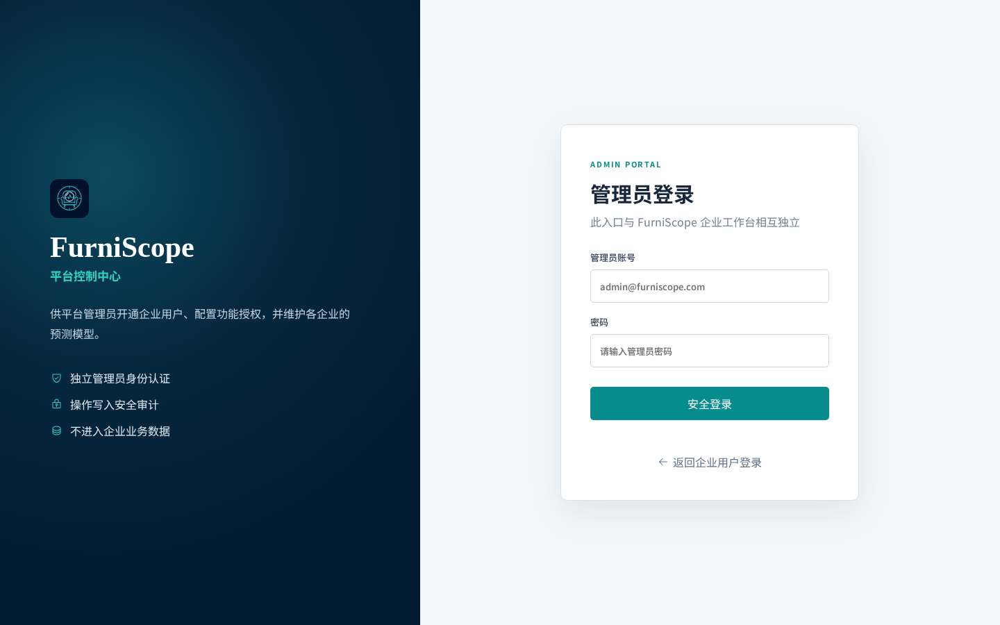 FurniScope
平台控制中心
供平台管理员开通企业用户、配置功能授权，并维护各企业的
预测模型。
独立管理员身份认证
操作写入安全审计
不进入企业业务数据
ADMIN PORTAL
管理员登录
此入口与 FurniScope 企业工作台相互独立
管理员账号
admin@furniscope.com
密码
请输入管理员密码
安全登录
← 返回企业用户登录